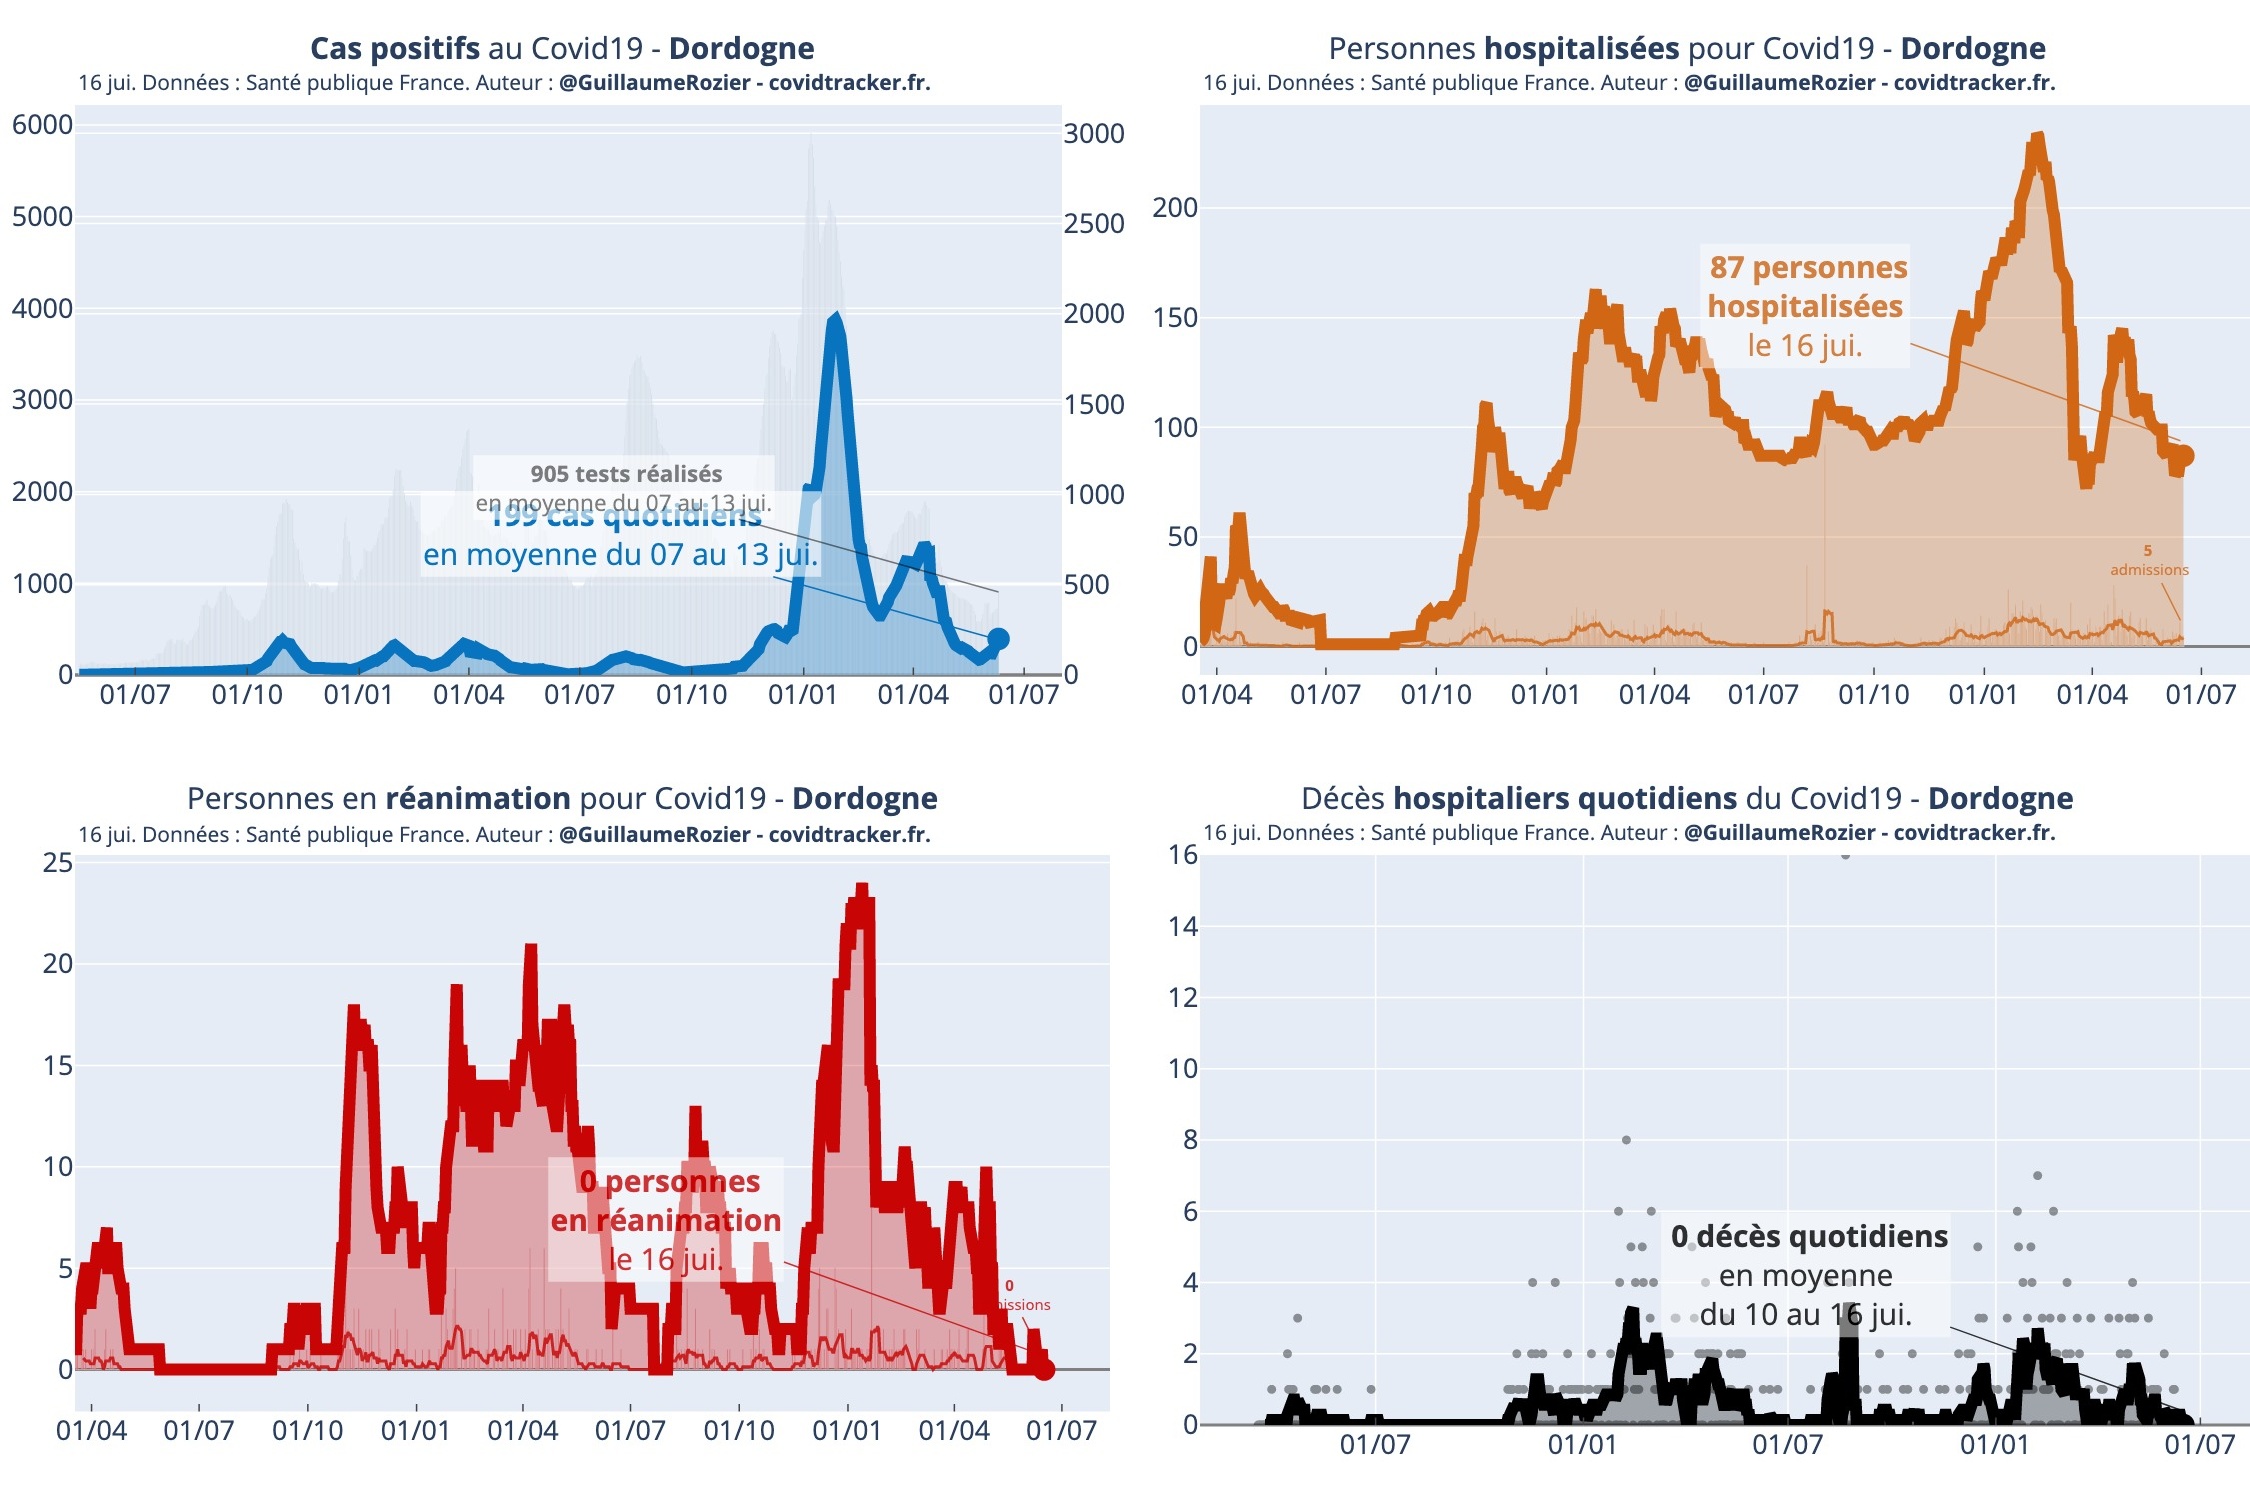 Cas positifs au Covid19 - Dordogne
16 jui. Données : Santé publique France. Auteur : @GuillaumeRozier - covidtracker.fr.
6000
5000
4000
3000
2000
1000
0
3000
2500
2000
1500
1000
500
0
905 tests réalisés
en moyenne du 07 au 13 jui.
199 cas quotidiens
en moyenne du 07 au 13 jui.
01/07 01/10 01/01 01/04 01/07 01/10 01/01 01/04 01/07
Personnes hospitalisées pour Covid19 - Dordogne
16 jui. Données : Santé publique France. Auteur : @GuillaumeRozier - covidtracker.fr.
200
150
100
50
0
87 personnes
hospitalisées
le 16 jui.
5
admissions
01/04 01/07 01/10 01/01 01/04 01/07 01/10 01/01 01/04 01/07
Personnes en réanimation pour Covid19 - Dordogne
16 jui. Données : Santé publique France. Auteur : @GuillaumeRozier - covidtracker.fr.
25
20
15
10
5
0
0 personnes
en réanimation
le 16 jui.
0
01/04 01/07 01/10 01/01 01/04 01/07 01/10 01/01 01/04 01/07
Décès hospitaliers quotidiens du Covid19 - Dordogne
16 jui. Données : Santé publique France. Auteur : @GuillaumeRozier - covidtracker.fr.
16
14
12
10
8
6
4
2
0
0 décès quotidiens
en moyenne
du 10 au 16 jui.
01/07 01/01 01/07 01/01 01/07